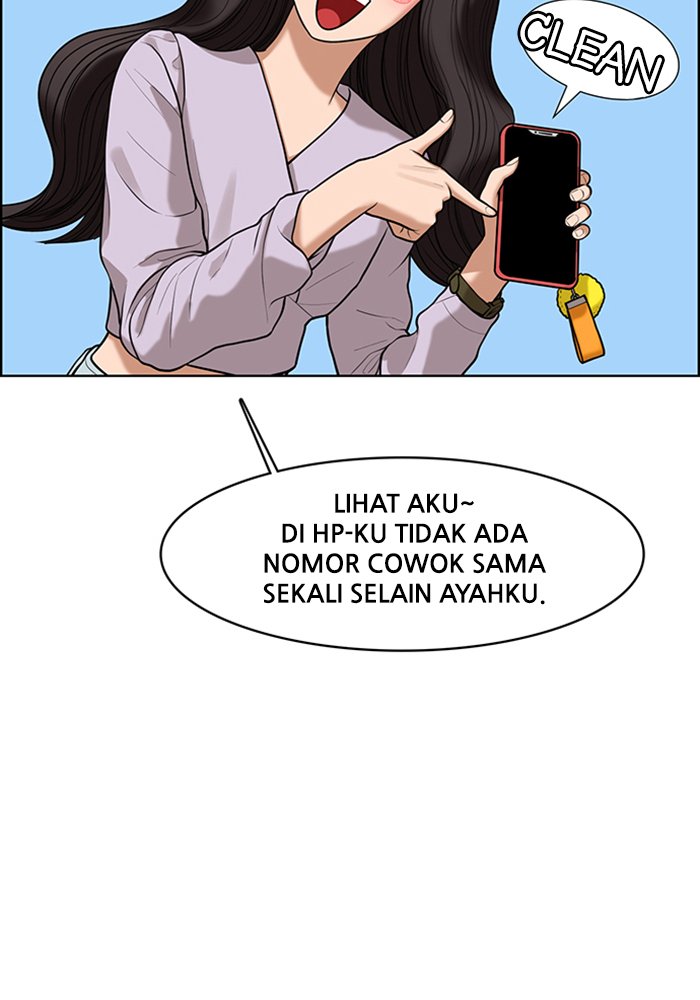 CLEAN
LIHAT AKU~
DI HP-KU TIDAK ADA
NOMOR COWOK SAMA
SEKALI SELAIN AYAHKU.